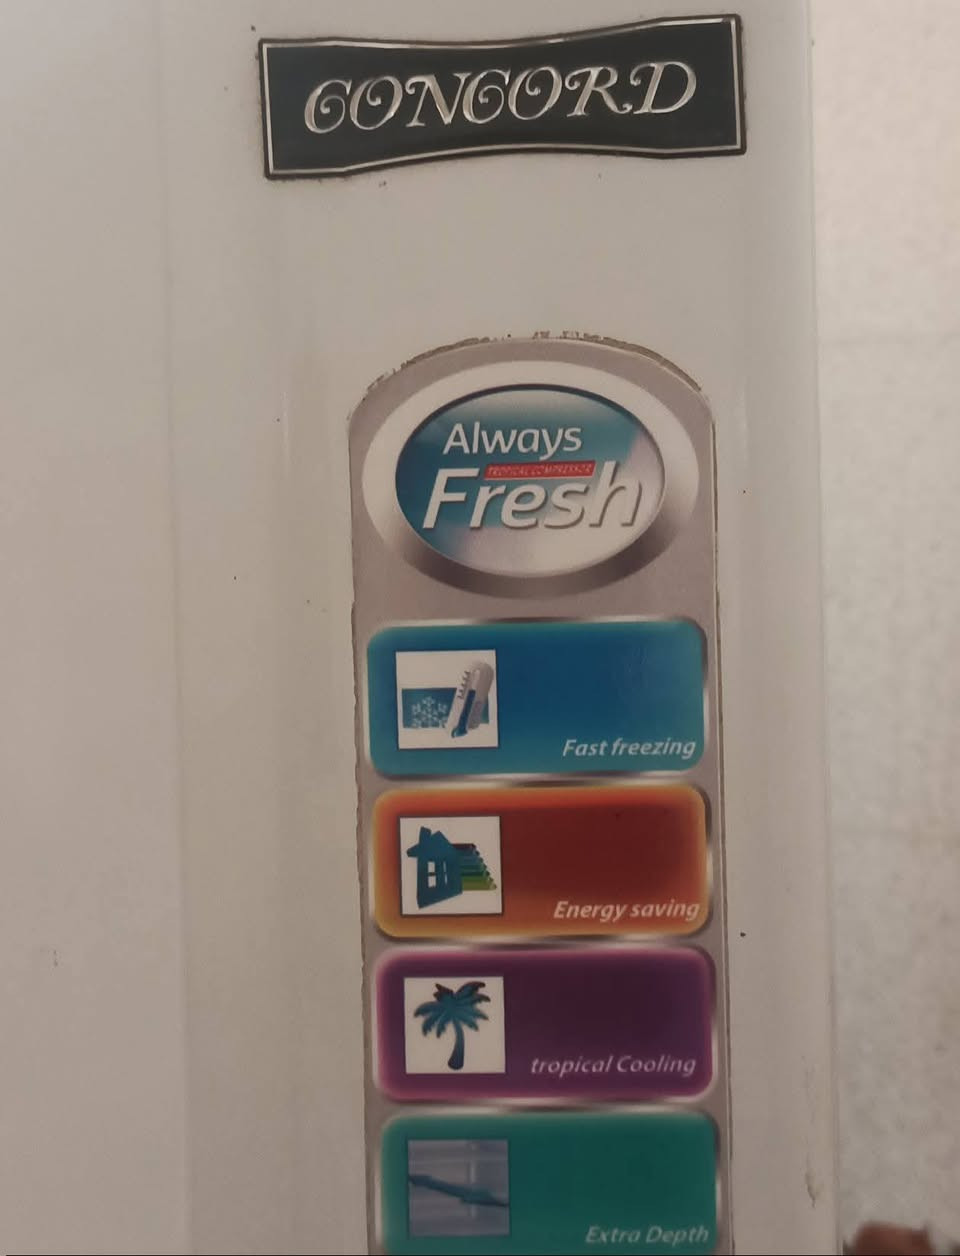 CONCORD
Always
TROPICAL COMPRESSOR
Fresh
Fast freezing
Energy saving
tropical Cooling
Extra Depth